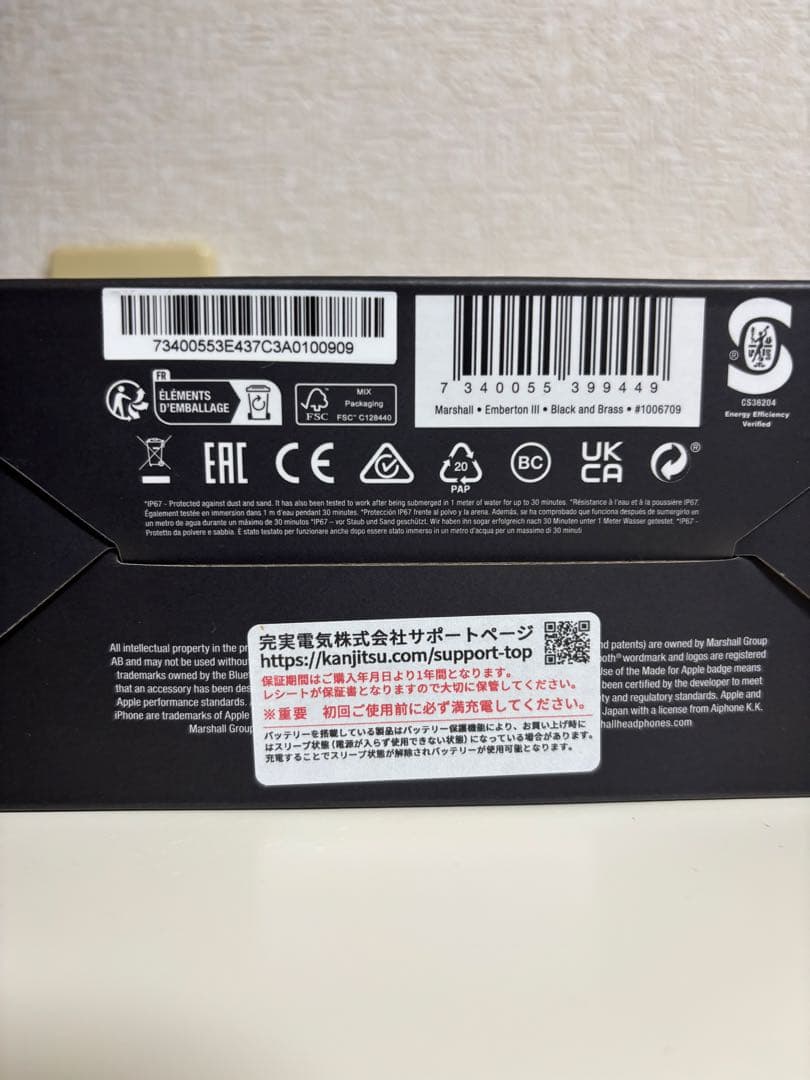 73400553E437C3A0100909
7 340055 399449
Marshall • Emberton III • Black and Brass • #1006709
CS38204
Energy Efficiency
Verified
FR
ÉLÉMENTS
D'EMBALLAGE
FSC
MIX
Packaging
FSC™ C128440
EAC
CE
20
PAP
BC
UK
CA
*IP67 - Protected against dust and sand. It has also been tested to work after being submerged in 1 meter of water for up to 30 minutes. *Résistance à l'eau et à la poussière IP67.
Également testée en immersion dans 1 m d'eau pendant 30 minutes. *Protección IP67 frente al polvo y la arena. Además, se ha comprobado que funciona después de sumergirlo en
un metro de agua durante un máximo de 30 minutos *IP67 – vor Staub und Sand geschützt. Wir haben ihn sogar erfolgreich nach 30 Minuten unter 1 Meter Wasser getestet. *IP67 -
Protetto da polvere e sabbia. È stato testato per funzionare anche dopo essere stato immerso in un metro d'acqua per un massimo di 30 minuti
完実電気株式会社サポートページ
https://kanjitsu.com/support-top
保証期間はご購入年月日より1年間となります。
レシートが保証書となりますので大切に保管してください。
※重要 初回ご使用前に必ず満充電してください。
バッテリーを搭載している製品はバッテリー保護機能により、お買い上げ時に
はスリープ状態(電源が入らず使用できない状態)になっている場合があります。
充電することでスリープ状態が解除されバッテリーが使用可能となります。
All intellectual property in the
AB and may not be used
trademarks owned by the
that an accessory has been
Apple performance standards.
iPhone are trademarks of Apple
Marshall
patents) are owned by Marshall Group
wordmark and logos are registered
of the Made for Apple badge means
been certified by the developer to meet
and regulatory standards. Apple and
Japan with a license from Aiphone K.K.